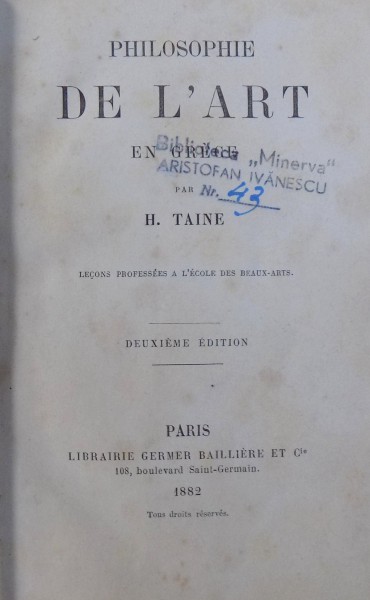 PHILOSOPHIE
DE L'ART
EN GRÈCE
Biblioteca „Minerva"
ARISTOFAN IVĂNESCU
Nr. 43
PAR
H. TAINE
LEÇONS PROFESSÉES A L'ÉCOLE DES BEAUX-ARTS.
DEUXIÈME ÉDITION
PARIS
LIBRAIRIE GERMER BAILLIÈRE ET Cie
108, boulevard Saint-Germain.
1882
Tous droits réservés.